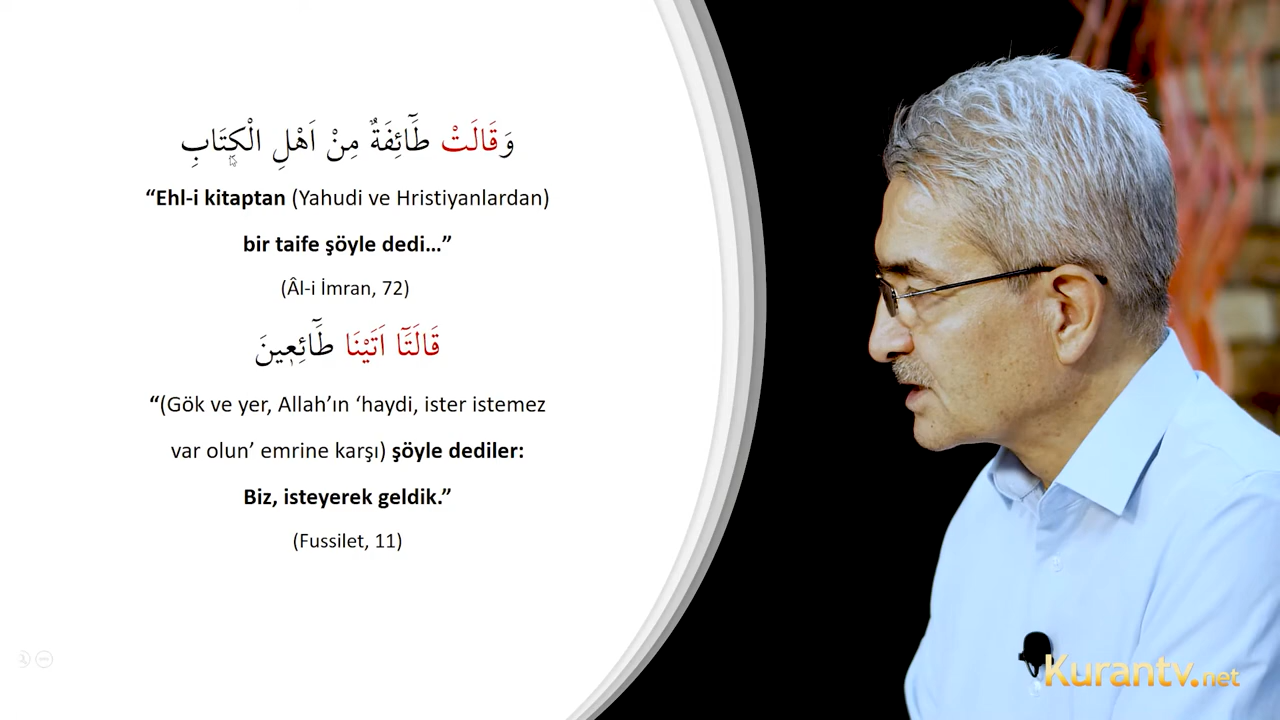 وَقَالَتْ طَٓائِفَةٌ مِنْ اَهْلِ الْكِتَابِ
“Ehl-i kitaptan (Yahudi ve Hristiyanlardan)
bir taife şöyle dedi...”
(Âl-i İmran, 72)
قَالَتَٓا اَتَيْنَا طَٓائِع۪ينَ
“(Gök ve yer, Allah’ın ‘haydi, ister istemez
var olun’ emrine karşı) şöyle dediler:
Biz, isteyerek geldik.”
(Fussilet, 11)
Kurantv.net